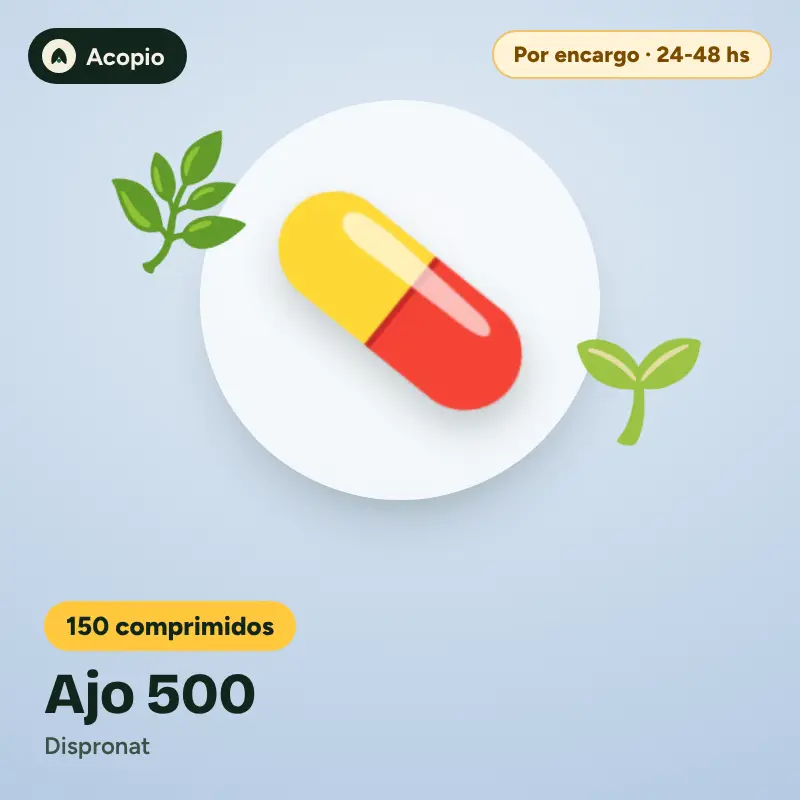 Acopio
Por encargo · 24-48 hs
150 comprimidos
Ajo 500
Dispronat